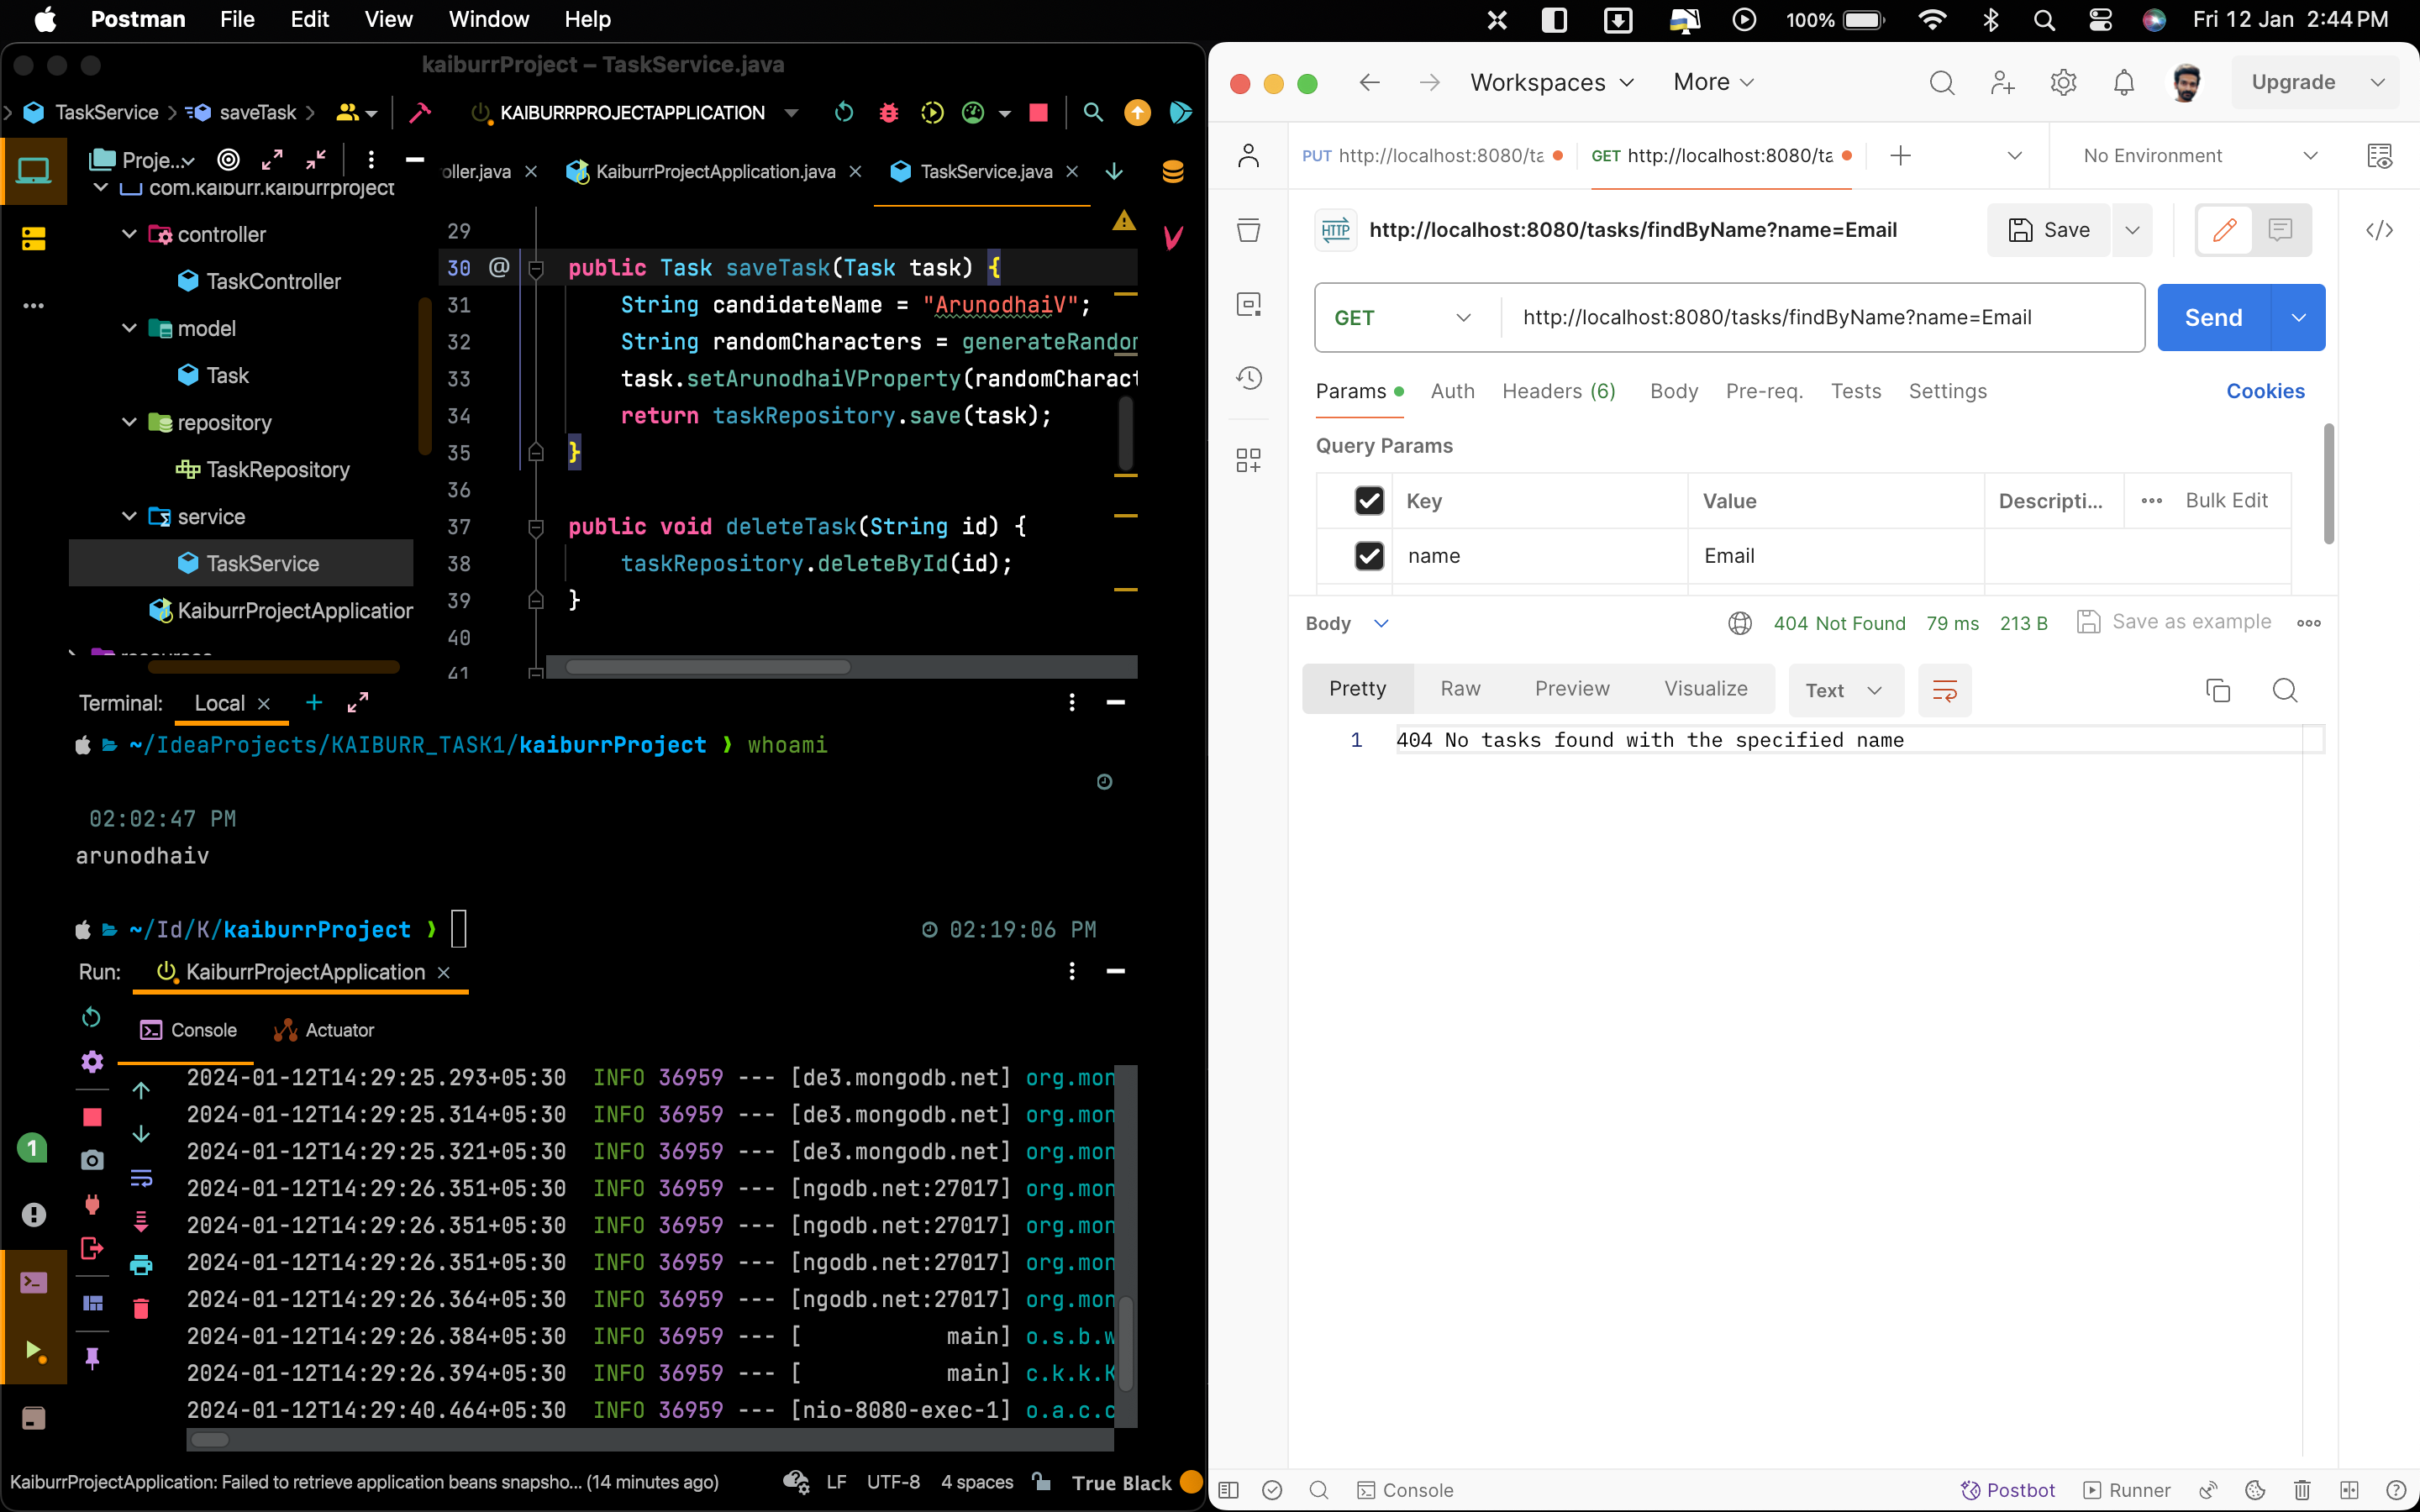 Postman File Edit View Window Help
100% Fri 12 Jan 2:44 PM
kaiburrProject – TaskService.java
TaskService saveTask KAIBURRPROJECTAPPLICATION
Proje...
com.kaiburr.kaiburrproject
controller
TaskController
model
Task
repository
TaskRepository
service
TaskService
KaiburrProjectApplication
oller.java KaiburrProjectApplication.java TaskService.java
29
30 @ public Task saveTask(Task task) {
31 String candidateName = "ArunodhaiV";
32 String randomCharacters = generateRandom
33 task.setArunodhaiVProperty(randomCharact
34 return taskRepository.save(task);
35 }
36
37 public void deleteTask(String id) {
38 taskRepository.deleteById(id);
39 }
40
41
Terminal: Local
~/IdeaProjects/KAIBURR_TASK1/kaiburrProject ❯ whoami
02:02:47 PM
arunodhaiv
~/Id/K/kaiburrProject ❯ 02:19:06 PM
Run: KaiburrProjectApplication
Console Actuator
2024-01-12T14:29:25.293+05:30 INFO 36959 --- [de3.mongodb.net] org.mon
2024-01-12T14:29:25.314+05:30 INFO 36959 --- [de3.mongodb.net] org.mon
2024-01-12T14:29:25.321+05:30 INFO 36959 --- [de3.mongodb.net] org.mon
2024-01-12T14:29:26.351+05:30 INFO 36959 --- [ngodb.net:27017] org.mon
2024-01-12T14:29:26.351+05:30 INFO 36959 --- [ngodb.net:27017] org.mon
2024-01-12T14:29:26.351+05:30 INFO 36959 --- [ngodb.net:27017] org.mon
2024-01-12T14:29:26.364+05:30 INFO 36959 --- [ngodb.net:27017] org.mon
2024-01-12T14:29:26.384+05:30 INFO 36959 --- [ main] o.s.b.w
2024-01-12T14:29:26.394+05:30 INFO 36959 --- [ main] c.k.k.K
2024-01-12T14:29:40.464+05:30 INFO 36959 --- [nio-8080-exec-1] o.a.c.c
1
KaiburrProjectApplication: Failed to retrieve application beans snapsho... (14 minutes ago) LF UTF-8 4 spaces True Black
Workspaces More Upgrade
PUT http://localhost:8080/ta GET http://localhost:8080/ta No Environment
HTTP http://localhost:8080/tasks/findByName?name=Email Save
GET http://localhost:8080/tasks/findByName?name=Email Send
Params Auth Headers (6) Body Pre-req. Tests Settings Cookies
Query Params
Key Value Descripti... Bulk Edit
name Email
Body 404 Not Found 79 ms 213 B Save as example
Pretty Raw Preview Visualize Text
1 404 No tasks found with the specified name
Console Postbot Runner